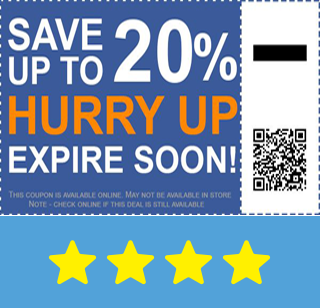 SAVE
UP TO 20%
HURRY UP
EXPIRE SOON!
THIS COUPON IS AVAILABLE ONLINE. MAY NOT BE AVAILABLE IN STORE
NOTE - CHECK ONLINE IF THIS DEAL IS STILL AVAILABLE